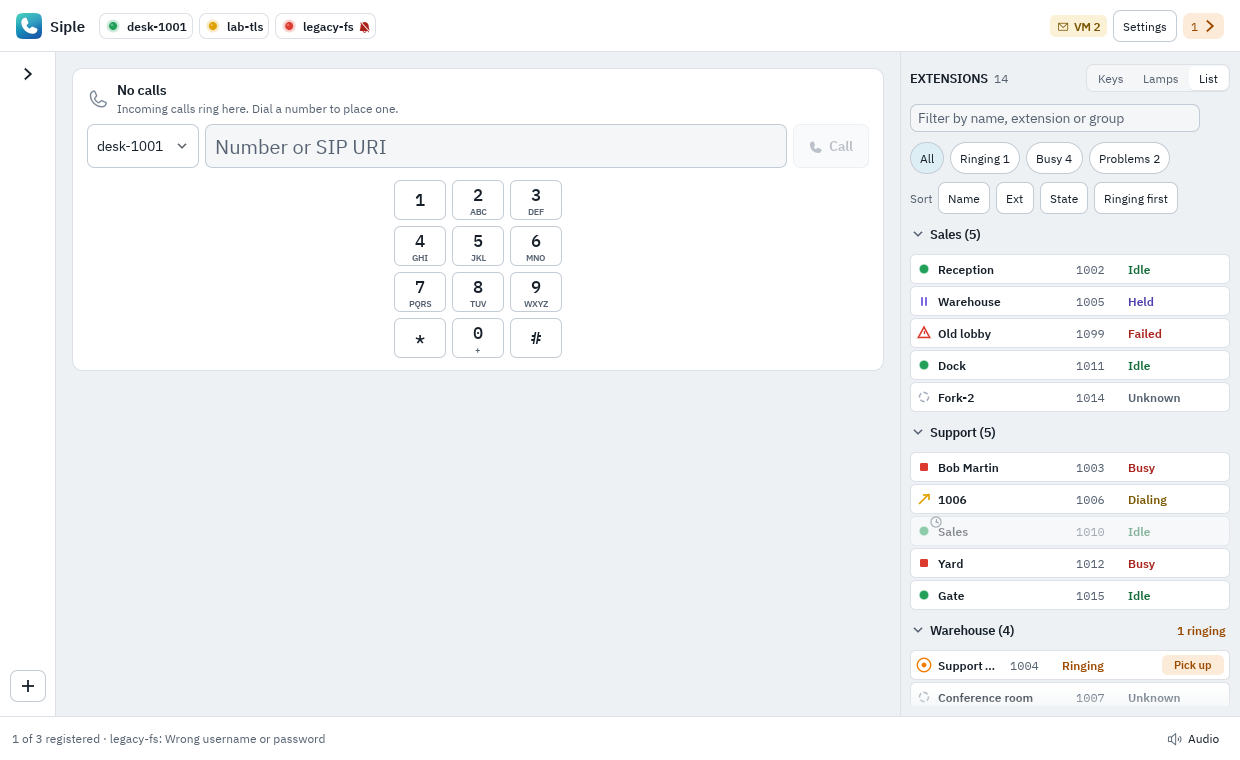 Siple
desk-1001
lab-tls
legacy-fs
VM 2
Settings
1
No calls
Incoming calls ring here. Dial a number to place one.
desk-1001
Number or SIP URI
Call
1
2
ABC
3
DEF
4
GHI
5
JKL
6
MNO
7
PQRS
8
TUV
9
WXYZ
*
0
+
#
EXTENSIONS 14
Keys
Lamps
List
Filter by name, extension or group
All
Ringing 1
Busy 4
Problems 2
Sort
Name
Ext
State
Ringing first
Sales (5)
Reception 1002 Idle
Warehouse 1005 Held
Old lobby 1099 Failed
Dock 1011 Idle
Fork-2 1014 Unknown
Support (5)
Bob Martin 1003 Busy
1006 1006 Dialing
Sales 1010 Idle
Yard 1012 Busy
Gate 1015 Idle
Warehouse (4) 1 ringing
Support ... 1004 Ringing Pick up
Conference room 1007 Unknown
1 of 3 registered · legacy-fs: Wrong username or password
Audio